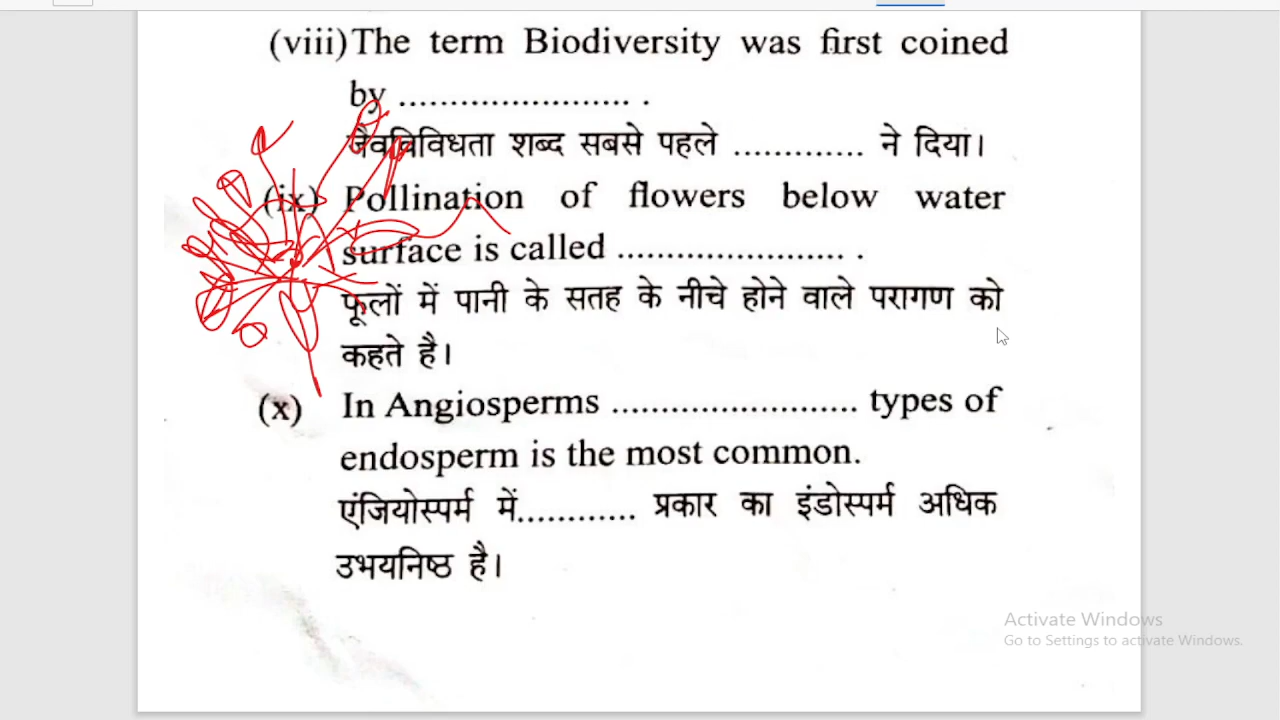 (viii) The term Biodiversity was first coined
by ...................... .
जैवविविधता शब्द सबसे पहले ............. ने दिया।
(ix) Pollination of flowers below water
surface is called ...................... .
फूलों में पानी के सतह के नीचे होने वाले परागण को
कहते है।
(x) In Angiosperms ........................ types of
endosperm is the most common.
एंजियोस्पर्म में............ प्रकार का इंडोस्पर्म अधिक
उभयनिष्ठ है।
Activate Windows
Go to Settings to activate Windows.